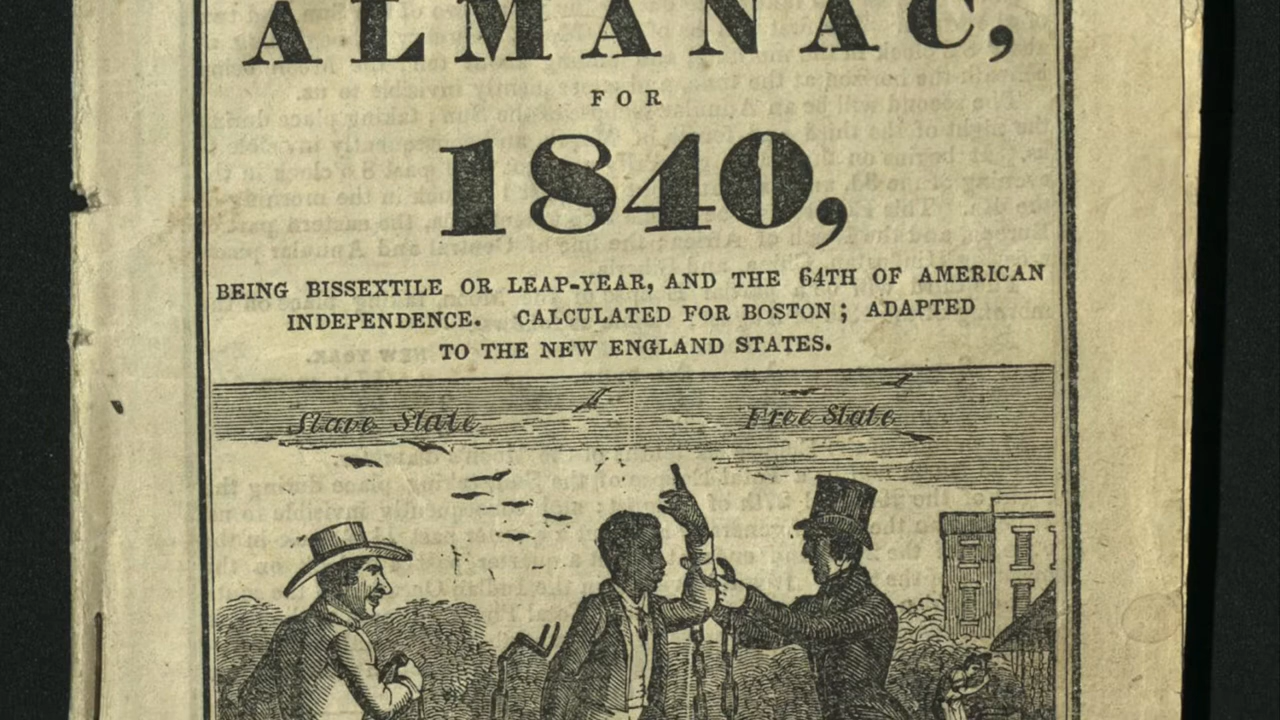 ALMANAC,
FOR
1840,
BEING BISSEXTILE OR LEAP-YEAR, AND THE 64TH OF AMERICAN
INDEPENDENCE. CALCULATED FOR BOSTON; ADAPTED
TO THE NEW ENGLAND STATES.
Slave State Free State